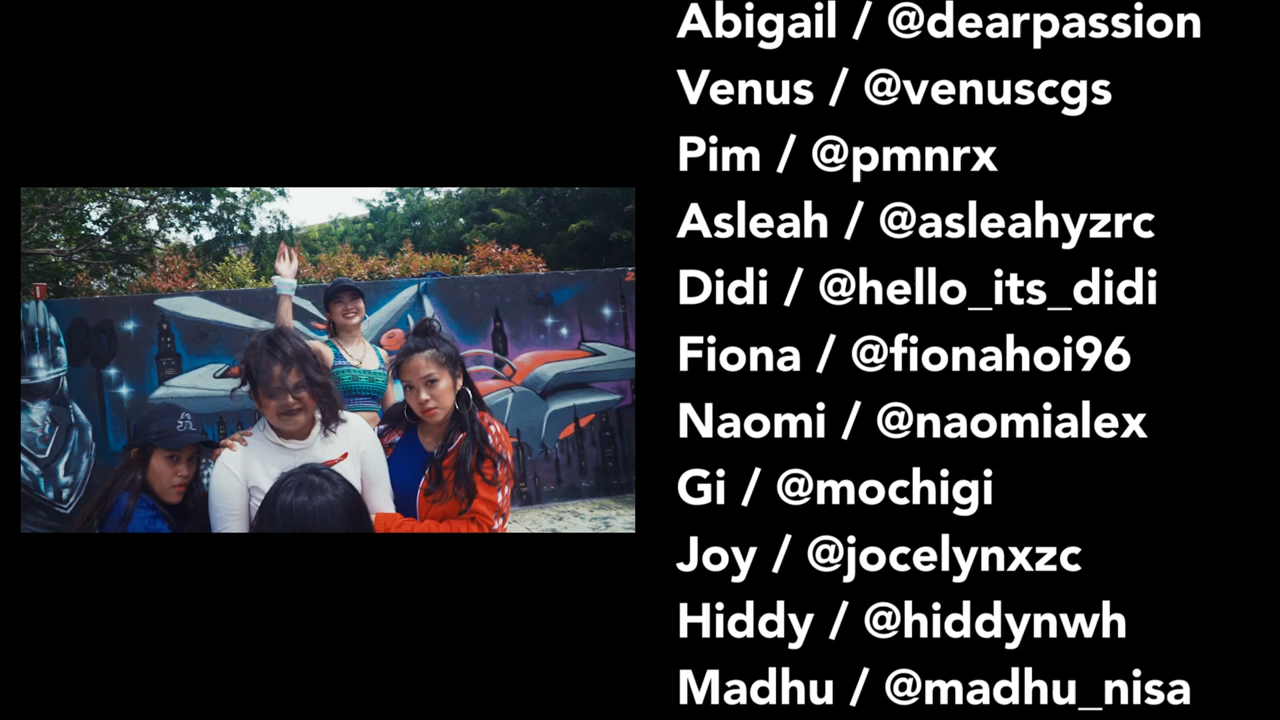 Abigail / @dearpassion
Venus / @venuscgs
Pim / @pmnrx
Asleah / @asleahyzrc
Didi / @hello_its_didi
Fiona / @fionahoi96
Naomi / @naomialex
Gi / @mochigi
Joy / @jocelynxzc
Hiddy / @hiddynwh
Madhu / @madhu_nisa